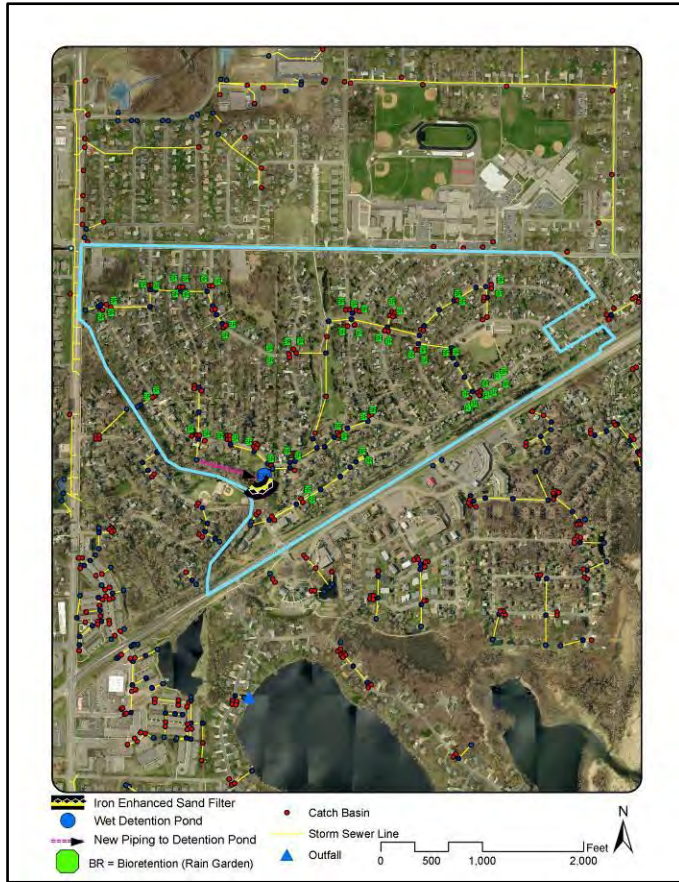 Iron Enhanced Sand Filter
Wet Detention Pond
New Piping to Detention Pond
BR = Bioretention (Rain Garden)
Catch Basin
Storm Sewer Line
Outfall
N
Feet
0 500 1,000 2,000